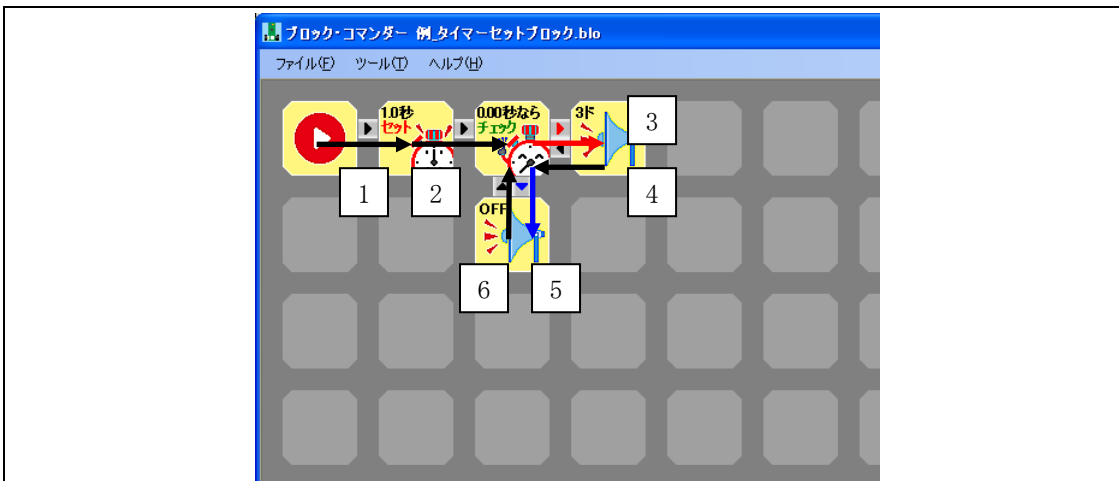 ブロック・コマンダー 例_タイマーセットブロック.blo
ファイル(F) ツール(T) ヘルプ(H)
1.0秒
セット
0.00秒なら
チェック
3ド
3
1
2
4
OFF
6
5